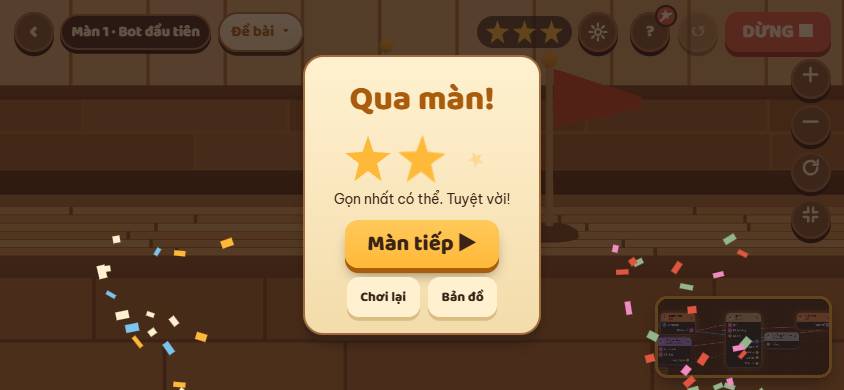 Màn 1 · Bot đầu tiên
Đề bài
?
DỪNG
Qua màn!
Gọn nhất có thể. Tuyệt vời!
Màn tiếp
Chơi lại
Bản đồ